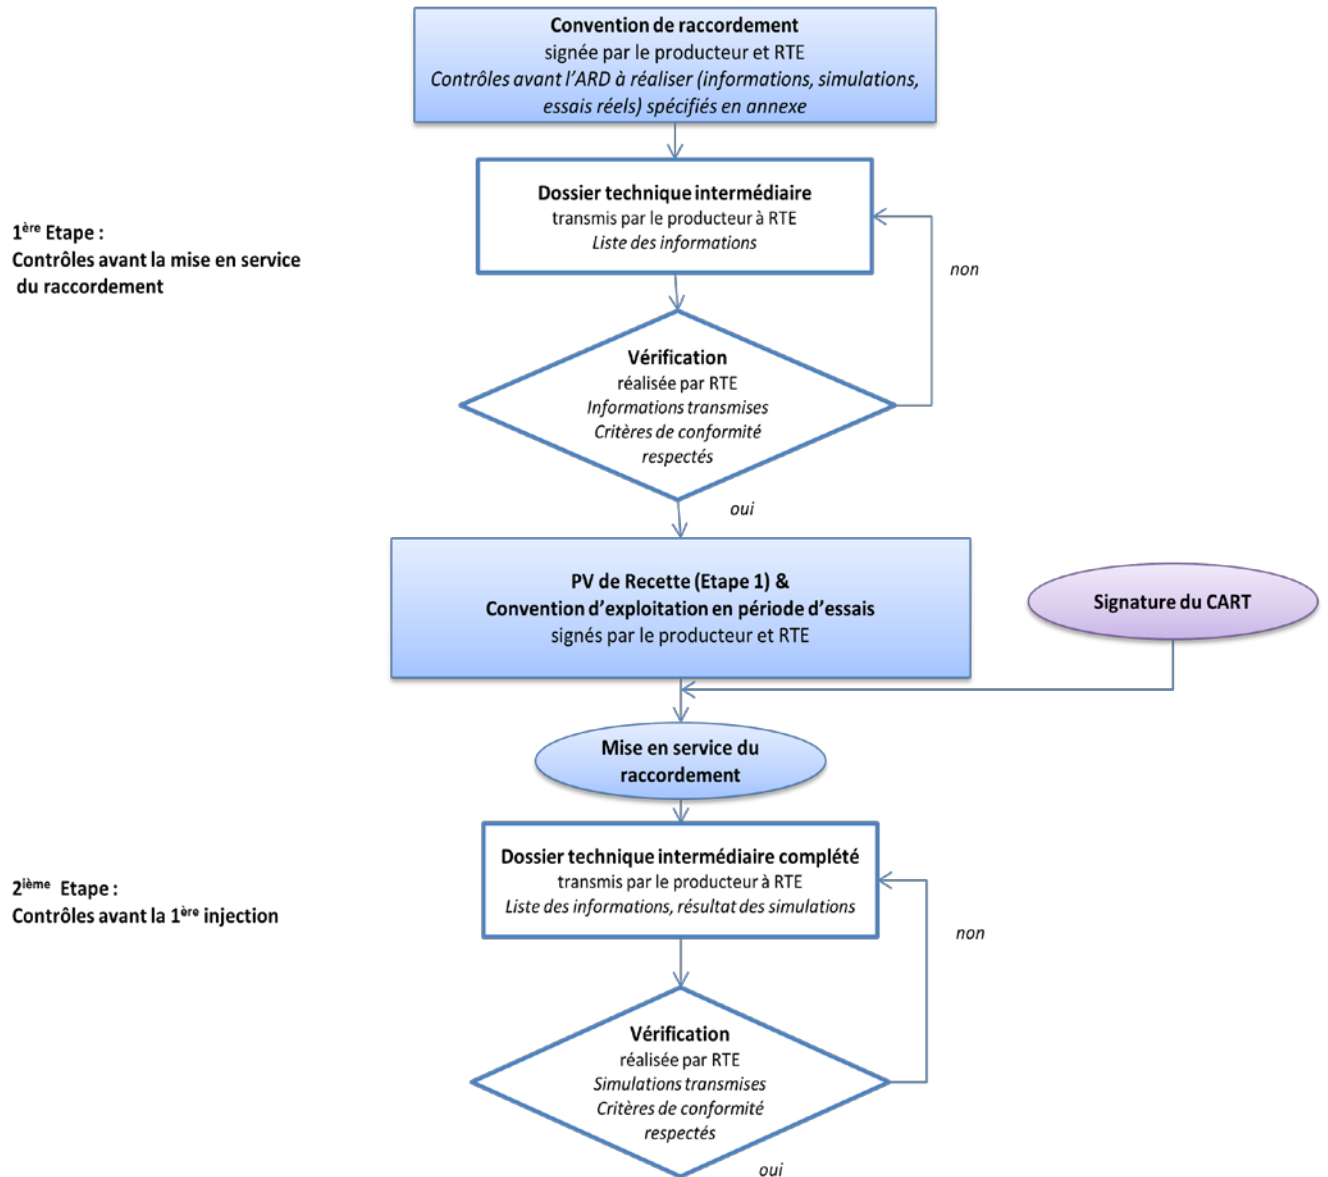 Convention de raccordement
signée par le producteur et RTE
Contrôles avant l'ARD à réaliser (informations, simulations,
essais réels) spécifiés en annexe
Dossier technique intermédiaire
transmis par le producteur à RTE
Liste des informations
1ère Etape :
Contrôles avant la mise en service
du raccordement
non
Vérification
réalisée par RTE
Informations transmises
Critères de conformité
respectés
oui
PV de Recette (Etape 1) &
Convention d'exploitation en période d'essais
signés par le producteur et RTE
Signature du CART
Mise en service du
raccordement
Dossier technique intermédiaire complété
transmis par le producteur à RTE
Liste des informations, résultat des simulations
2ième Etape :
Contrôles avant la 1ère injection
non
Vérification
réalisée par RTE
Simulations transmises
Critères de conformité
respectés
oui